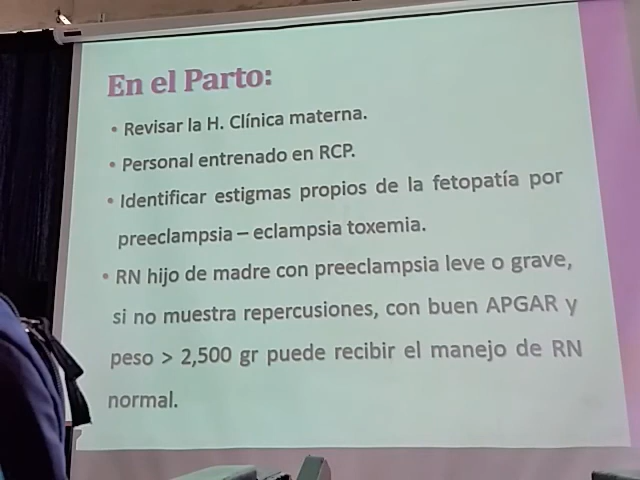 En el Parto:
• Revisar la H. Clínica materna.
• Personal entrenado en RCP.
• Identificar estigmas propios de la fetopatía por
preeclampsia – eclampsia toxemia.
• RN hijo de madre con preeclampsia leve o grave,
si no muestra repercusiones, con buen APGAR y
peso > 2,500 gr puede recibir el manejo de RN
normal.